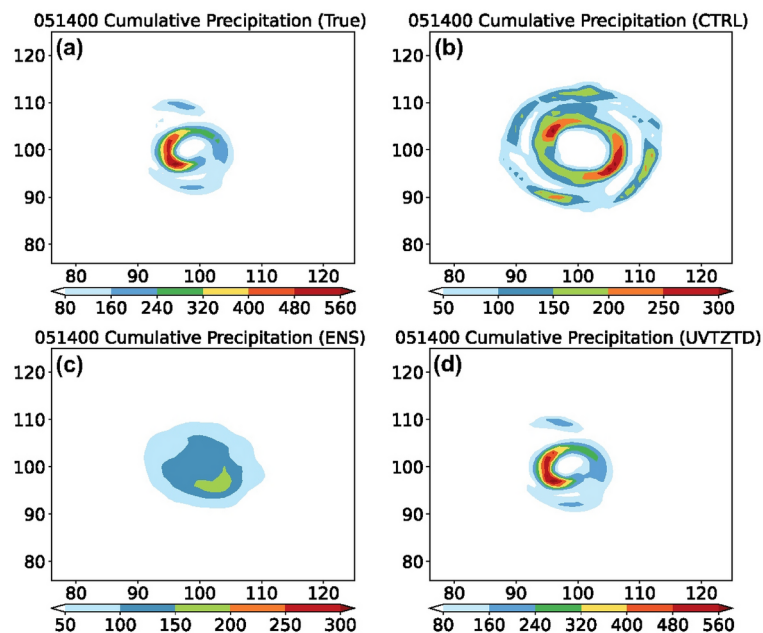 051400 Cumulative Precipitation (True)
(a)
120
110
100
90
80
80 90 100 110 120
80 160 240 320 400 480 560
051400 Cumulative Precipitation (CTRL)
(b)
120
110
100
90
80
80 90 100 110 120
50 100 150 200 250 300
051400 Cumulative Precipitation (ENS)
(c)
120
110
100
90
80
80 90 100 110 120
50 100 150 200 250 300
051400 Cumulative Precipitation (UVTZTD)
(d)
120
110
100
90
80
80 90 100 110 120
80 160 240 320 400 480 560